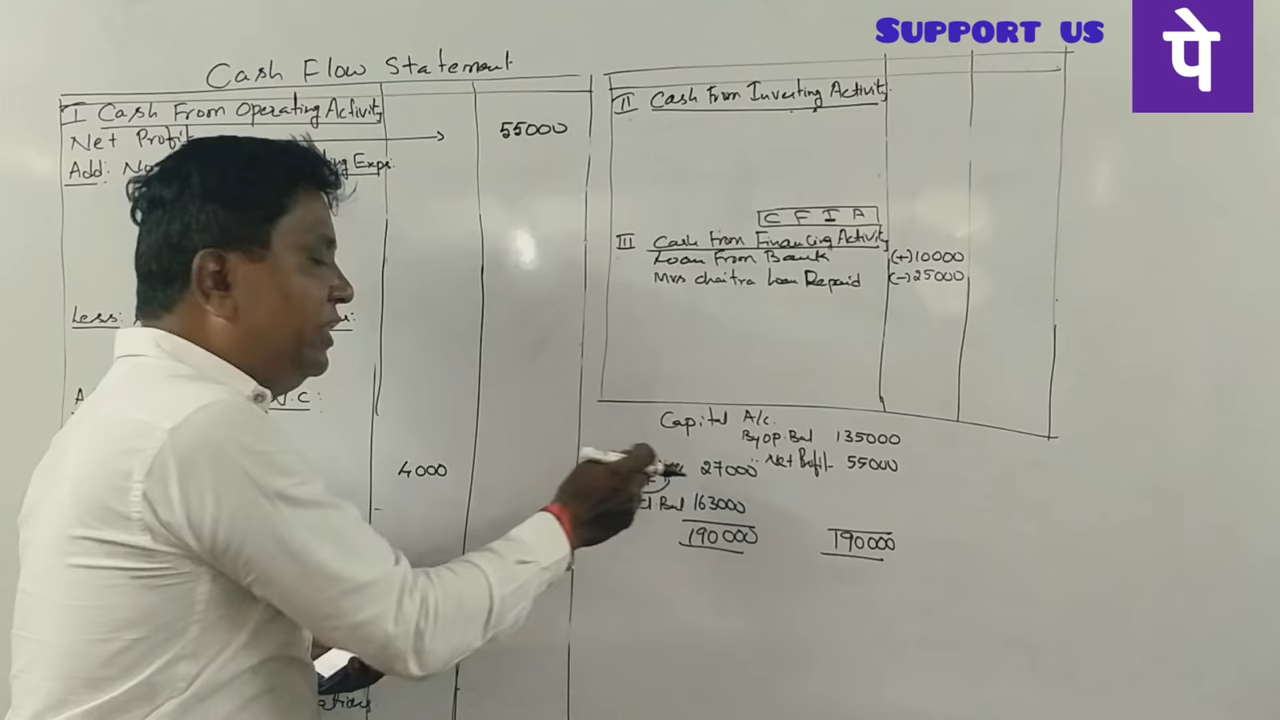 SUPPORT US
पे
Cash Flow Statement
I Cash From Operating Activity
Net Profit 55000
Add: Exps.
Less:
N.C:
4000
II Cash From Investing Activity
C F I A
III Cash From Financing Activity
Loan From Bank (+)10000
Mrs Chaitra Loan Repaid (-)25000
Capital A/c.
By Op. Bal 135000
27000 Net Profit 55000
Bal 163000
190000 190000